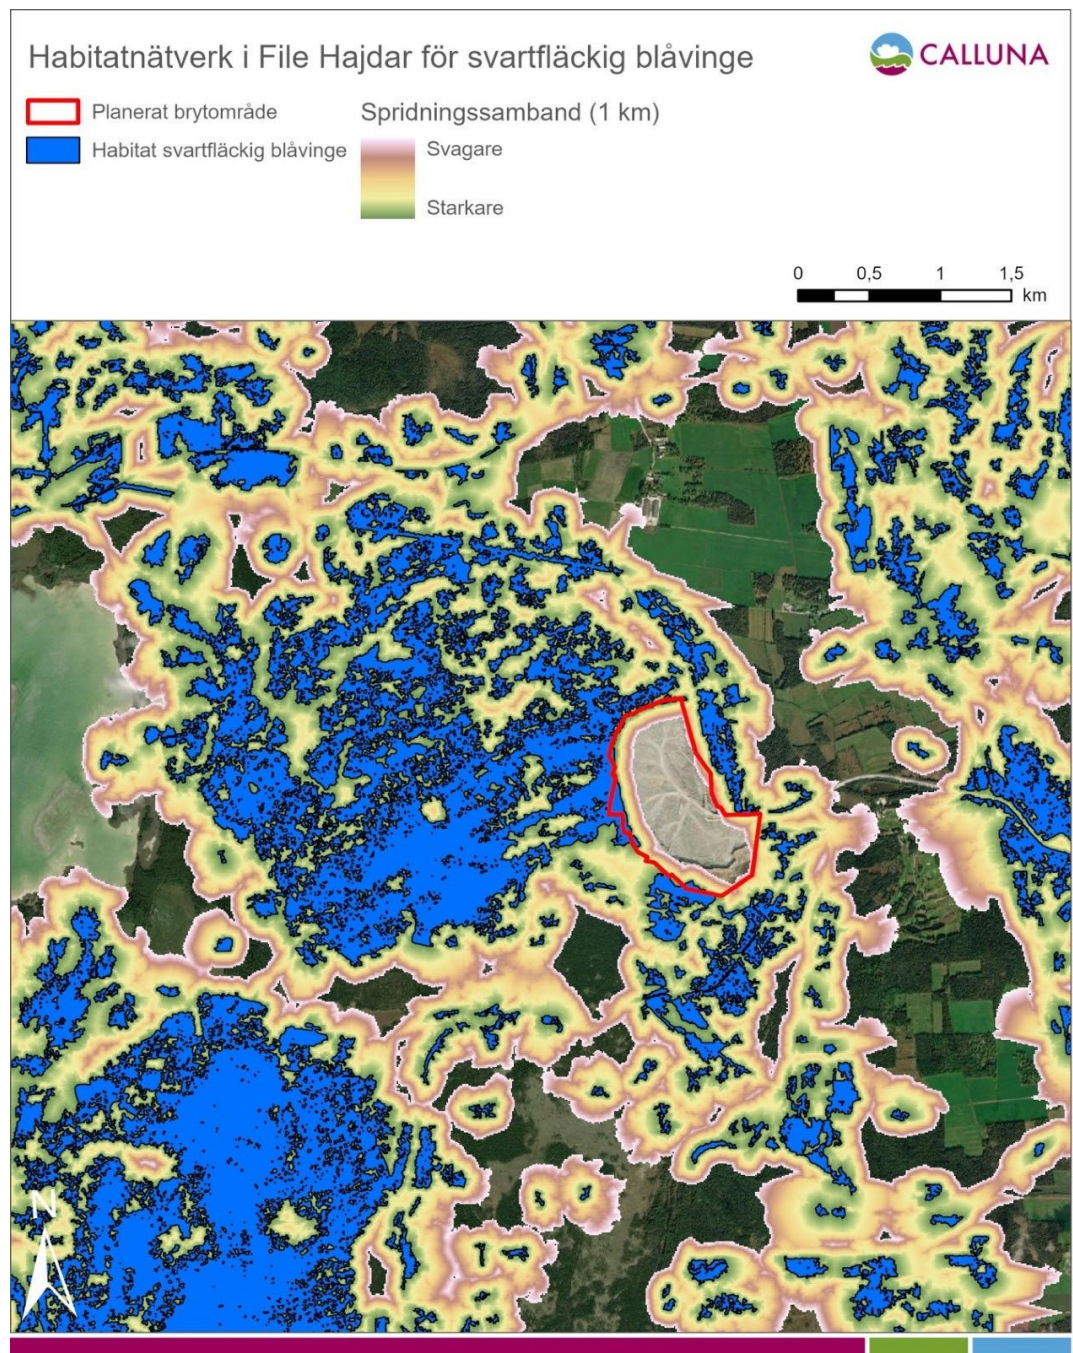 Habitatnätverk i File Hajdar för svartfläckig blåvinge
CALLUNA
Planerat brytområde
Habitat svartfläckig blåvinge
Spridningssamband (1 km)
Svagare
Starkare
0 0,5 1 1,5
km
N